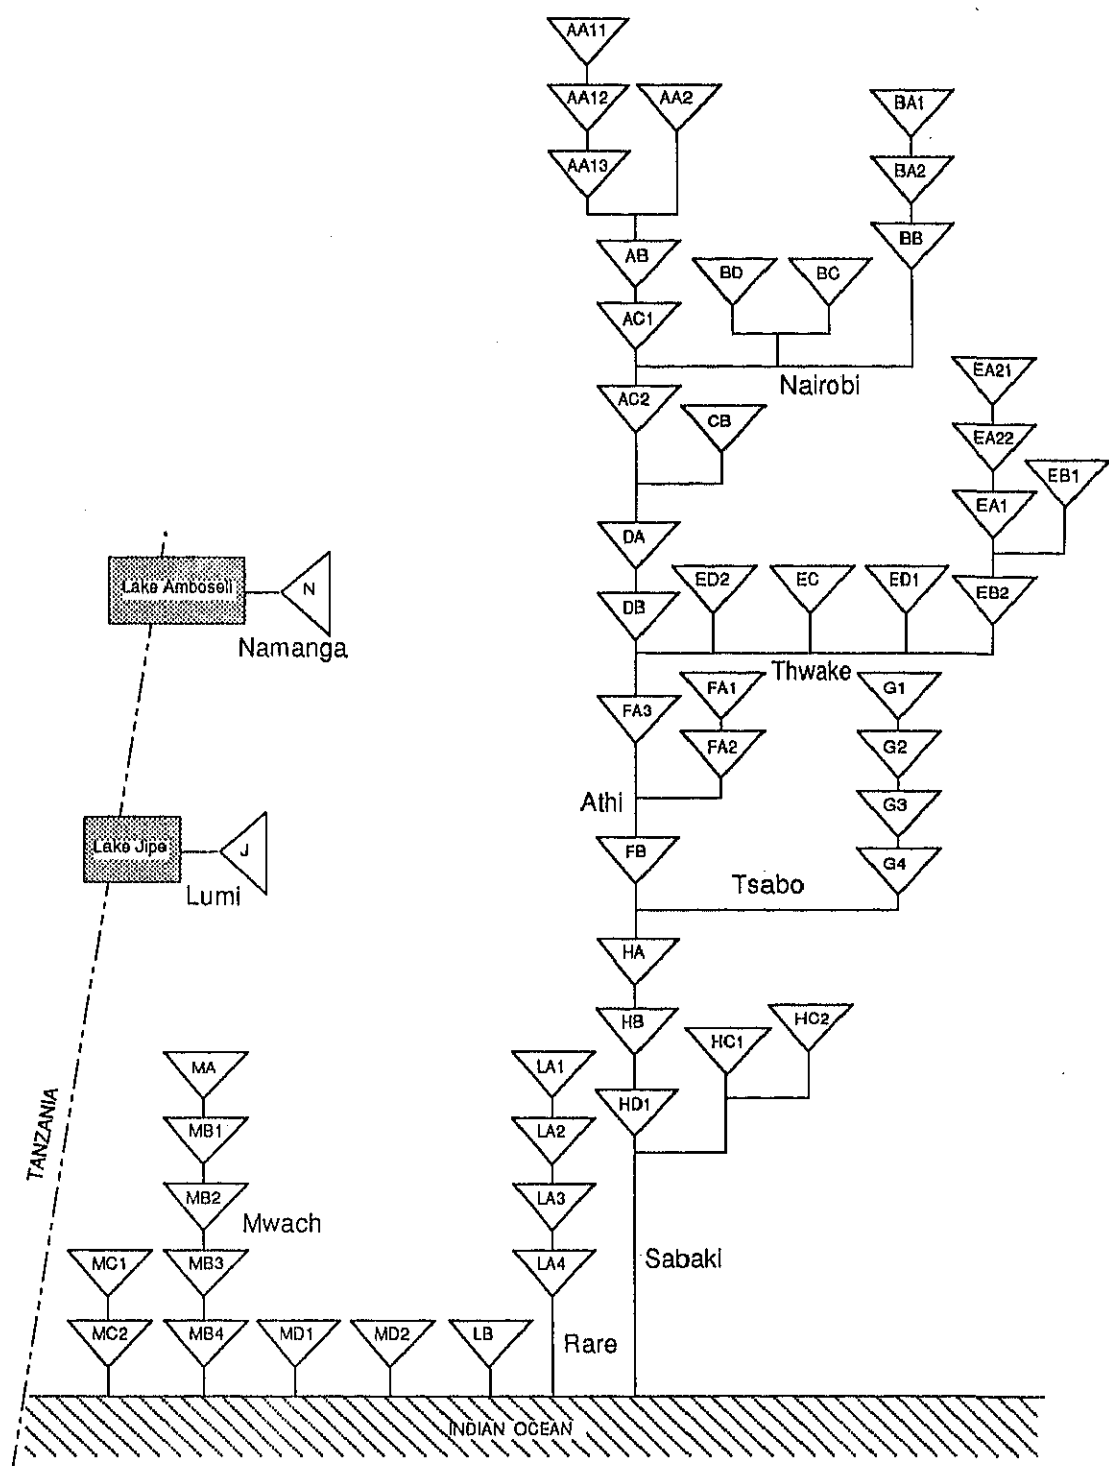 AA11
AA12
AA2
BA1
AA13
BA2
BB
AB
BD
BC
AC1
Nairobi
EA21
AC2
CB
EA22
EB1
EA1
DA
Lake Amboseli
N
ED2
EC
ED1
EB2
DB
Namanga
Thwake
FA1
G1
FA3
FA2
G2
Athi
G3
Lake Jipe
J
FB
G4
Lumi
Tsabo
HA
HB
HC1
HC2
MA
LA1
HD1
TANZANIA
MB1
LA2
MB2
Mwach
LA3
MC1
MB3
LA4
Sabaki
MC2
MB4
MD1
MD2
LB
Rare
INDIAN OCEAN